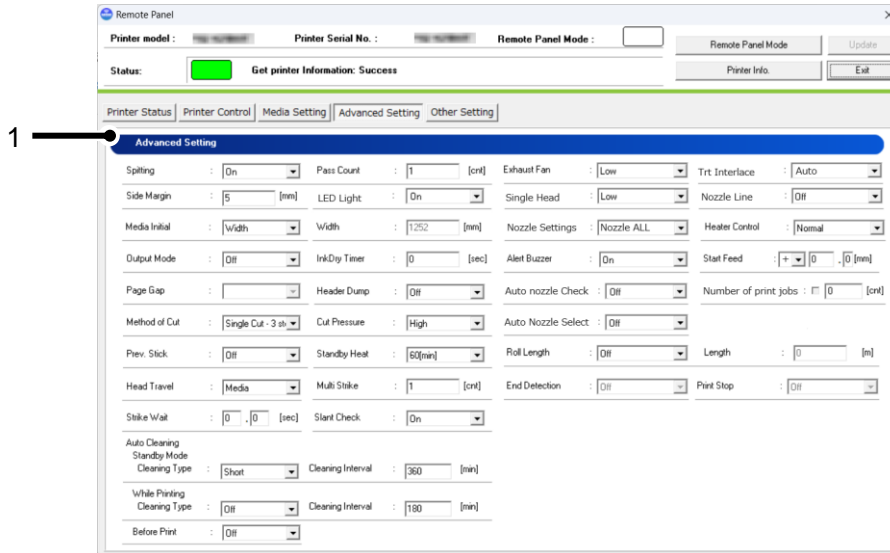 Remote Panel
Printer model : Printer Serial No. : Remote Panel Mode :
Remote Panel Mode Update
Status: Get printer Information: Success
Printer Info. Exit
Printer Status Printer Control Media Setting Advanced Setting Other Setting
1
Advanced Setting
Spitting : On Pass Count : 1 [cnt] Exhaust Fan : Low Trt Interlace : Auto
Side Margin : 5 [mm] LED Light : On Single Head : Low Nozzle Line : Off
Media Initial : Width Width : 1252 [mm] Nozzle Settings : Nozzle ALL Heater Control : Normal
Output Mode : Off InkDry Timer : 0 [sec] Alert Buzzer : On Start Feed : + 0 . 0 [mm]
Page Gap : Header Dump : Off Auto nozzle Check : Off Number of print jobs : 0 [cnt]
Method of Cut : Single Cut - 3 Cut Pressure : High Auto Nozzle Select : Off
Prev. Stick : Off Standby Heat : 60[min] Roll Length : Off Length : 0 [m]
Head Travel : Media Multi Strike : 1 [cnt] End Detection : Off Print Stop : Off
Strike Wait : 0 . 0 [sec] Slant Check : On
Auto Cleaning
Standby Mode
Cleaning Type : Short Cleaning Interval : 360 [min]
While Printing
Cleaning Type : Off Cleaning Interval : 180 [min]
Before Print : Off